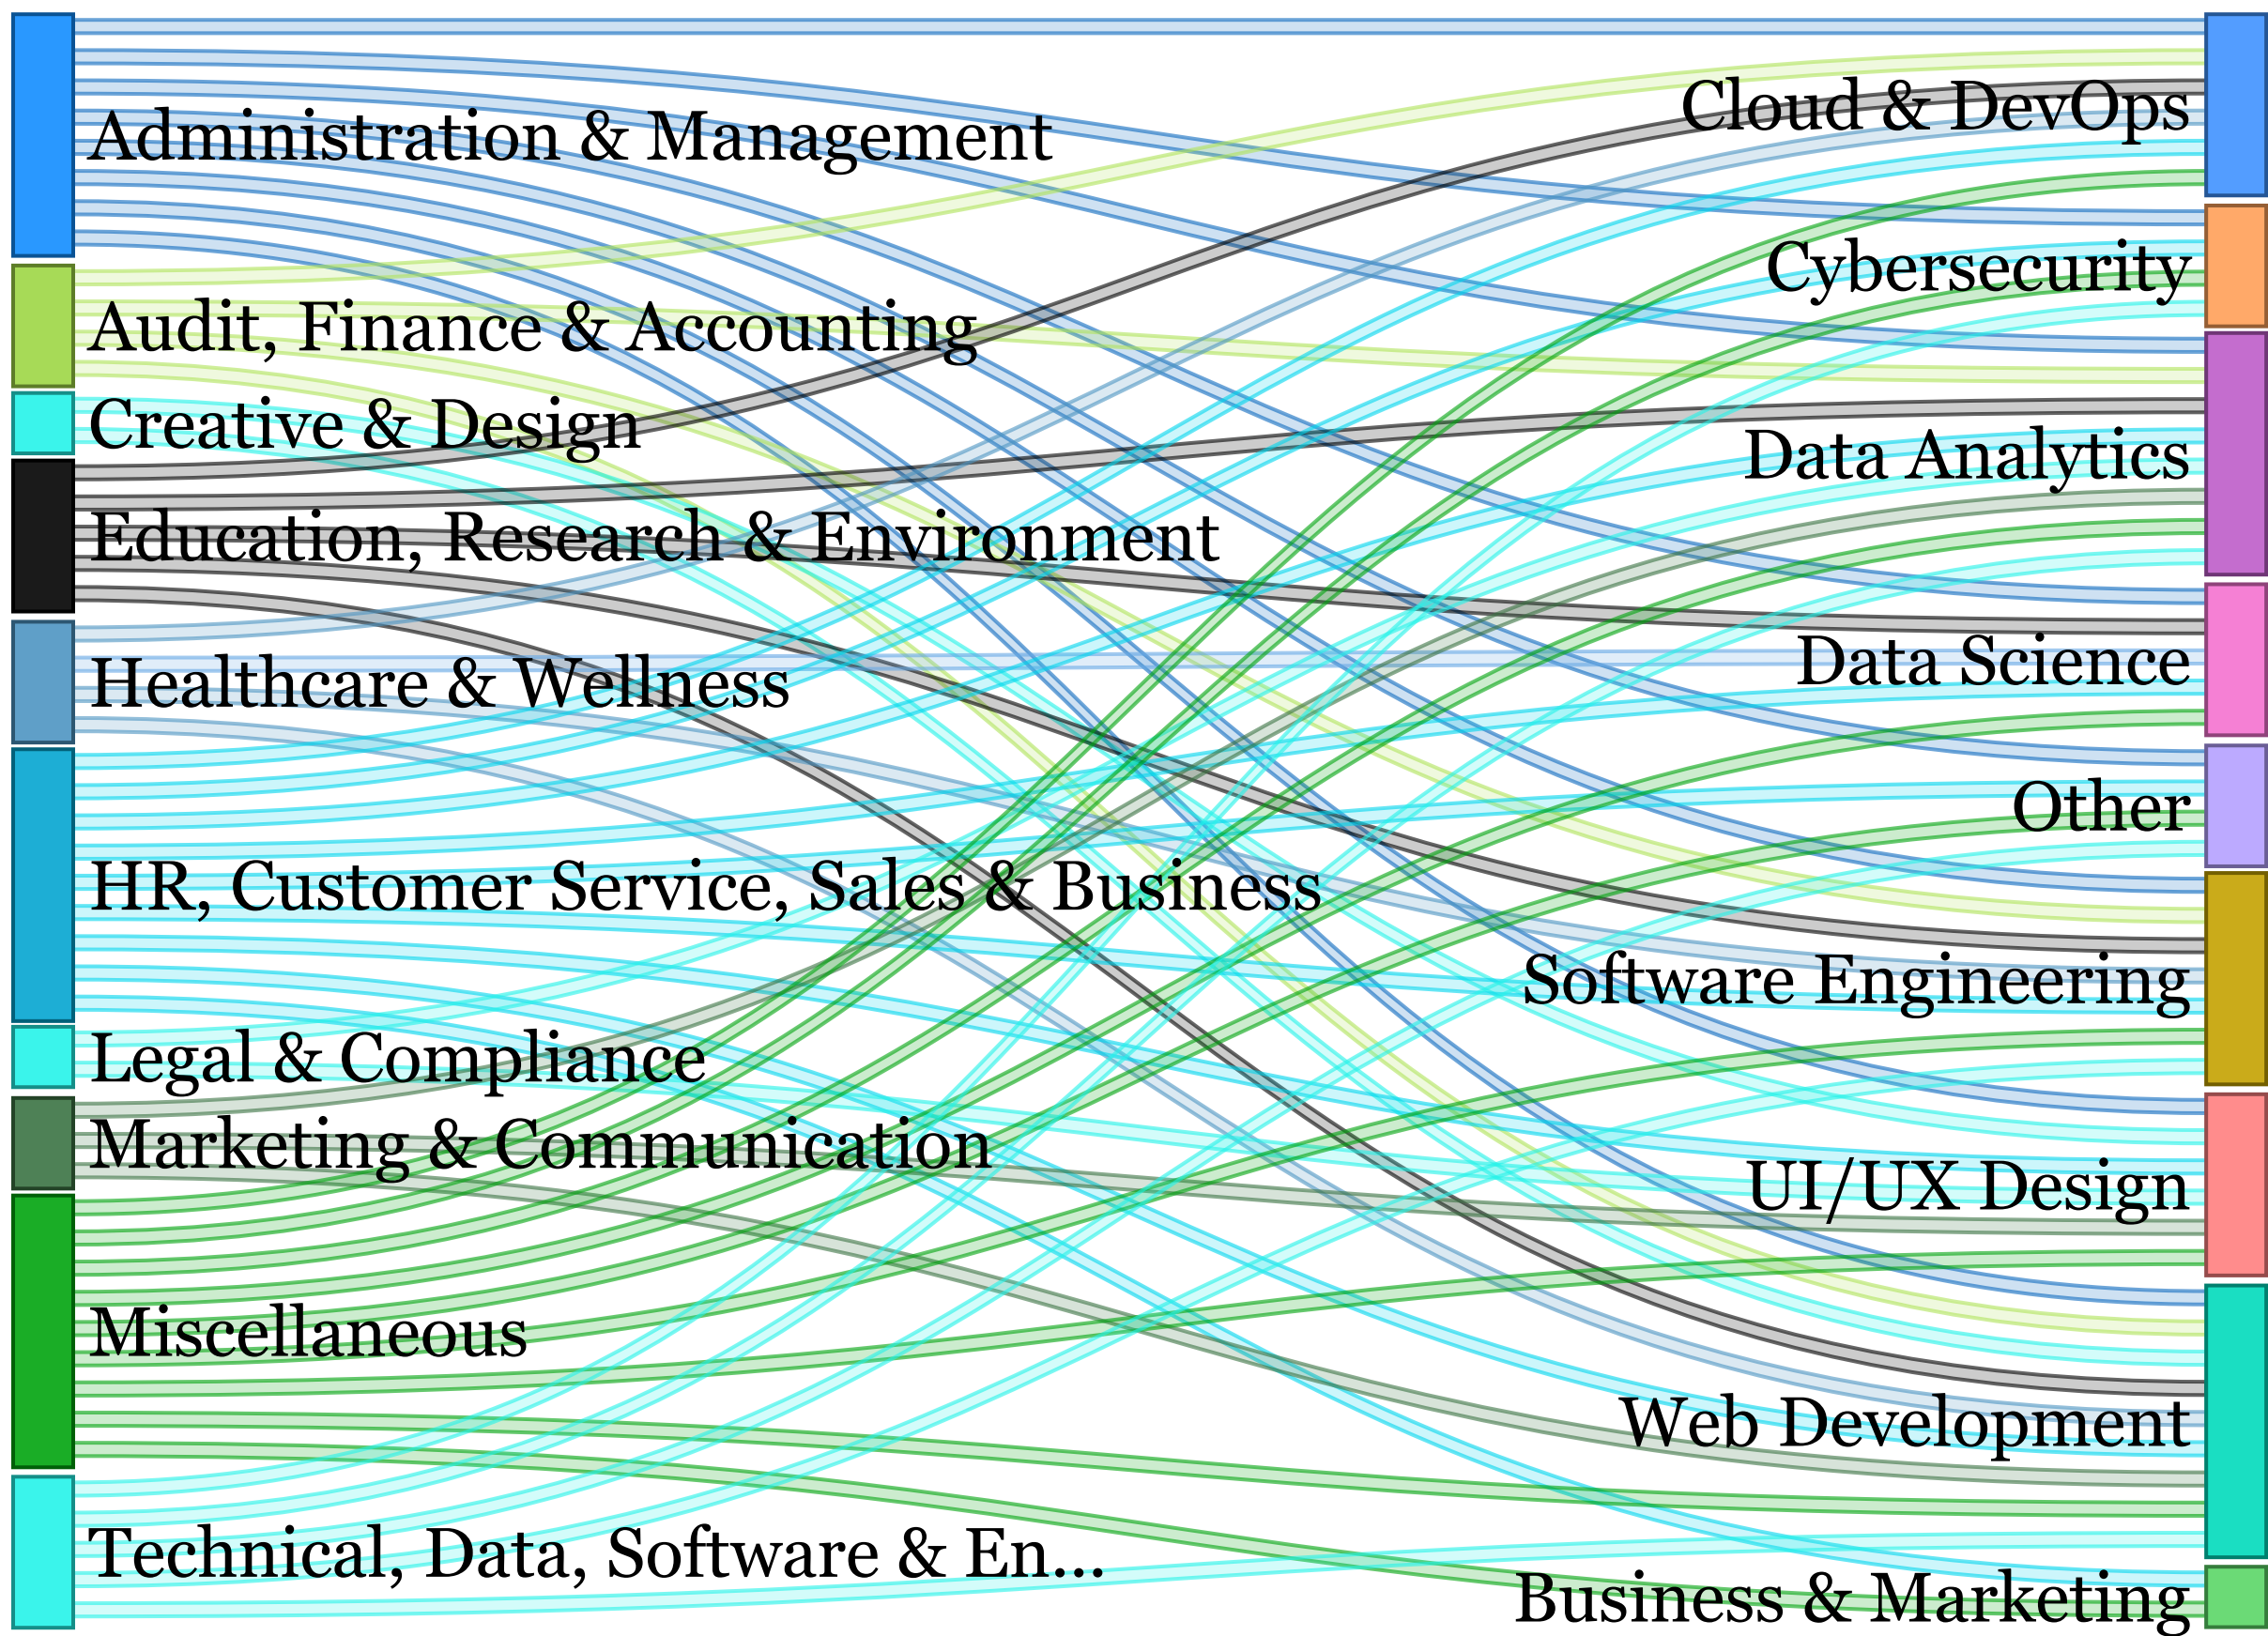 Administration & Management
Audit, Finance & Accounting
Creative & Design
Education, Research & Environment
Healthcare & Wellness
HR, Customer Service, Sales & Business
Legal & Compliance
Marketing & Communication
Miscellaneous
Technical, Data, Software & En...
Cloud & DevOps
Cybersecurity
Data Analytics
Data Science
Other
Software Engineering
UI/UX Design
Web Development
Business & Marketing